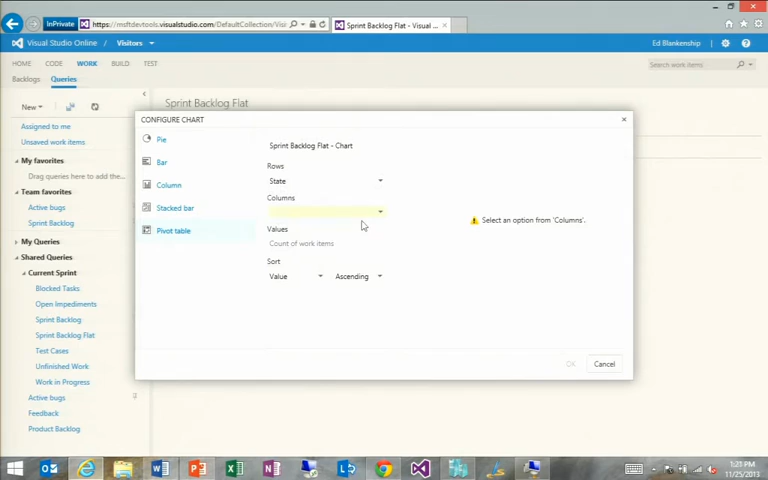 InPrivate
https://msftdevtools.visualstudio.com/DefaultCollection/Visi
Sprint Backlog Flat - Visual ...
Visual Studio Online / Visitors
Ed Blankenship
HOME CODE WORK BUILD TEST
Search work items
Backlogs Queries
New
Sprint Backlog Flat
Assigned to me
Unsaved work items
My favorites
Drag queries here to add the...
Team favorites
Active bugs
Sprint Backlog
My Queries
Shared Queries
Current Sprint
Blocked Tasks
Open Impediments
Sprint Backlog
Sprint Backlog Flat
Test Cases
Unfinished Work
Work in Progress
Active bugs
Feedback
Product Backlog
CONFIGURE CHART
Pie
Bar
Column
Stacked bar
Pivot table
Sprint Backlog Flat - Chart
Rows
State
Columns
Values
Count of work items
Sort
Value Ascending
Select an option from 'Columns'.
OK Cancel
1:23 PM
11/25/2013